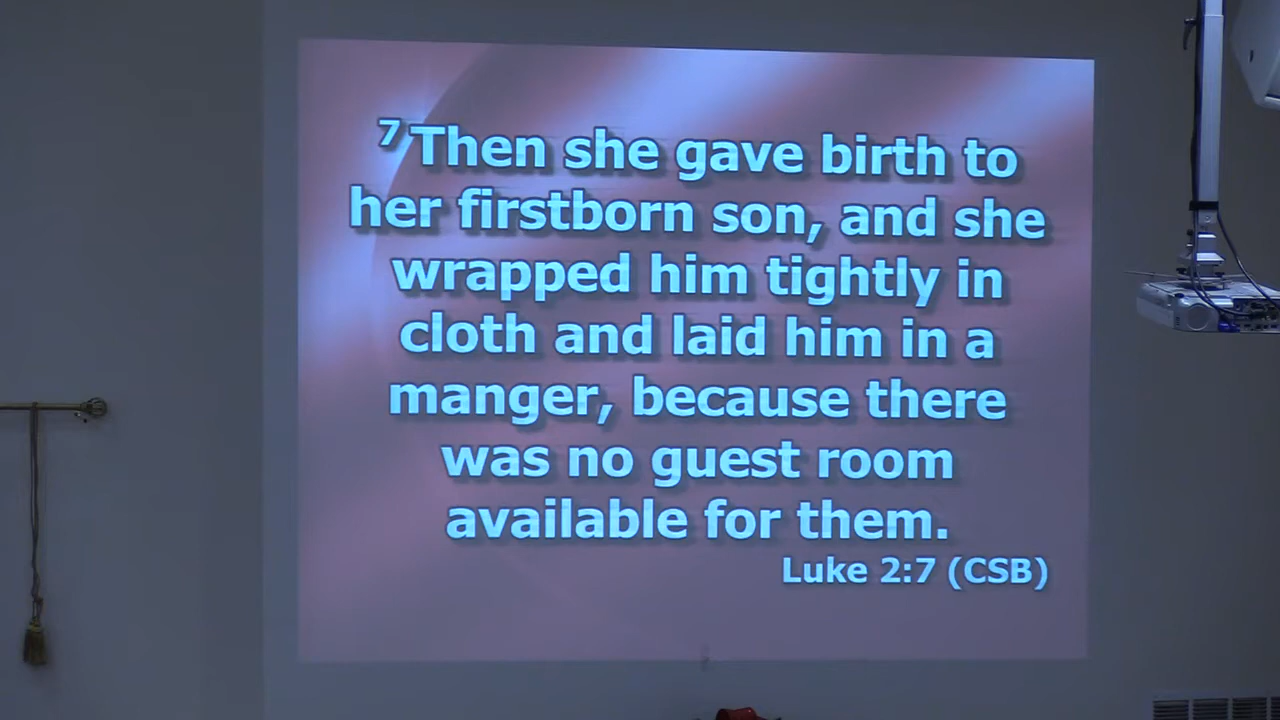 7 Then she gave birth to
her firstborn son, and she
wrapped him tightly in
cloth and laid him in a
manger, because there
was no guest room
available for them.
Luke 2:7 (CSB)